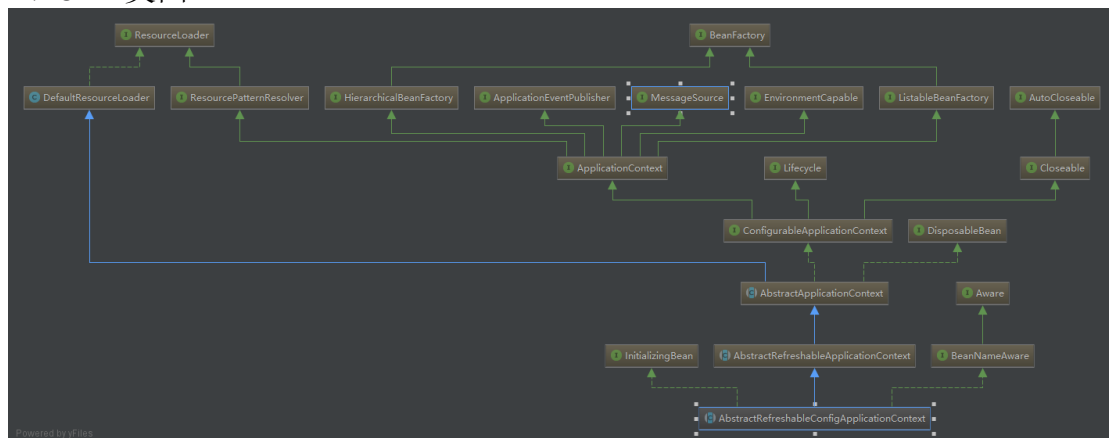 ResourceLoader
BeanFactory
DefaultResourceLoader
ResourcePatternResolver
HierarchicalBeanFactory
ApplicationEventPublisher
MessageSource
EnvironmentCapable
ListableBeanFactory
AutoCloseable
ApplicationContext
Lifecycle
Closeable
ConfigurableApplicationContext
DisposableBean
AbstractApplicationContext
Aware
InitializingBean
AbstractRefreshableApplicationContext
BeanNameAware
AbstractRefreshableConfigApplicationContext
Powered by yFiles